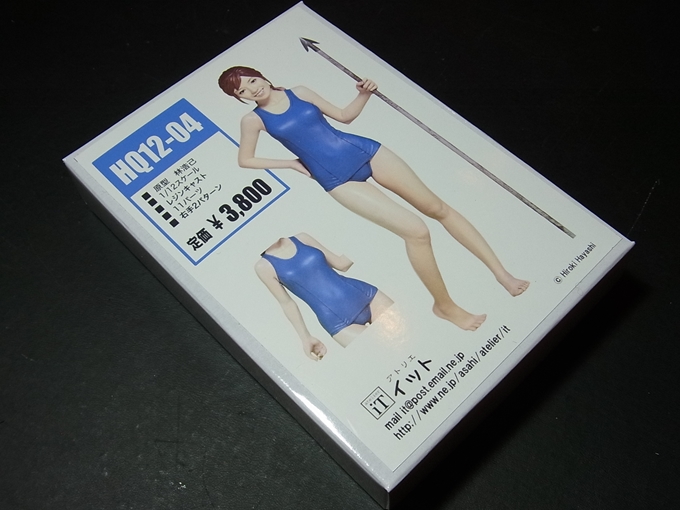 HQ12-04
■ 原型 林浩己
■ 1/12スケール
■ レジンキャスト
■ 11パーツ
■ 右手2パターン
定価 ¥ 3,800
© Hiroki Hayashi
アトリエ
iT イット
mail it@post.email.ne.jp
http://www.ne.jp/asahi/atelier/it